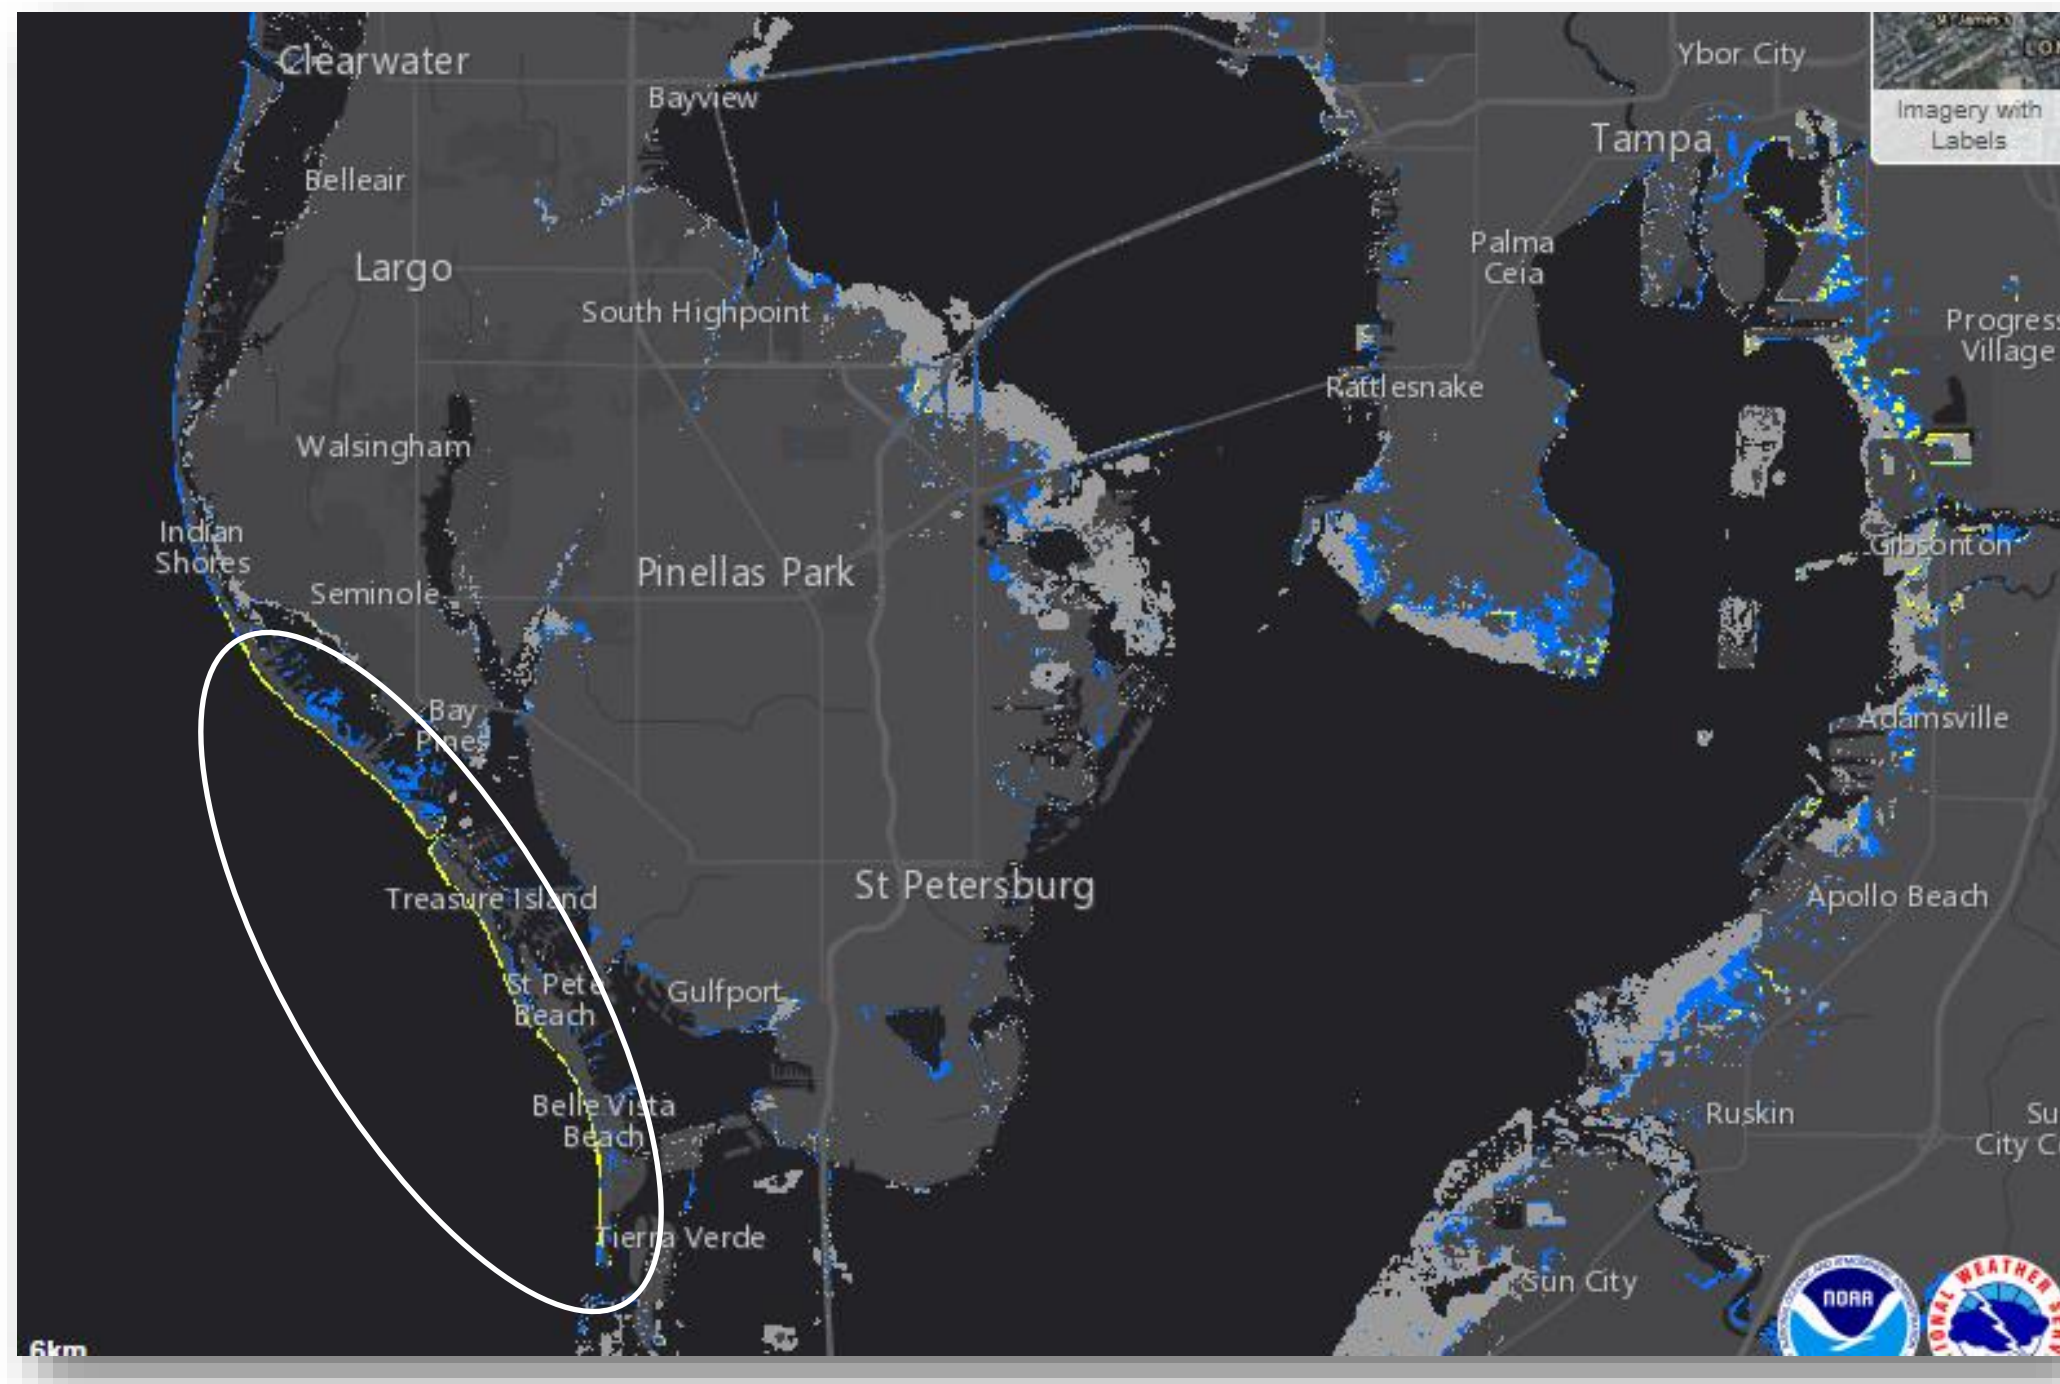 Clearwater
Ybor City
Bayview
Imagery with
Labels
Tampa
Belleair
Palma
Ceia
Largo
South Highpoint
Progress
Village
Rattlesnake
Walsingham
Indian
Shores
Gibsonton
Pinellas Park
Seminole
Bay
Pines
Adamsville
St Petersburg
Treasure Island
Apollo Beach
St Pete
Beach
Gulfport
Belle Vista
Beach
Ruskin
Su
City C
Tierra Verde
Sun City
NOAA
WEATHER
6km